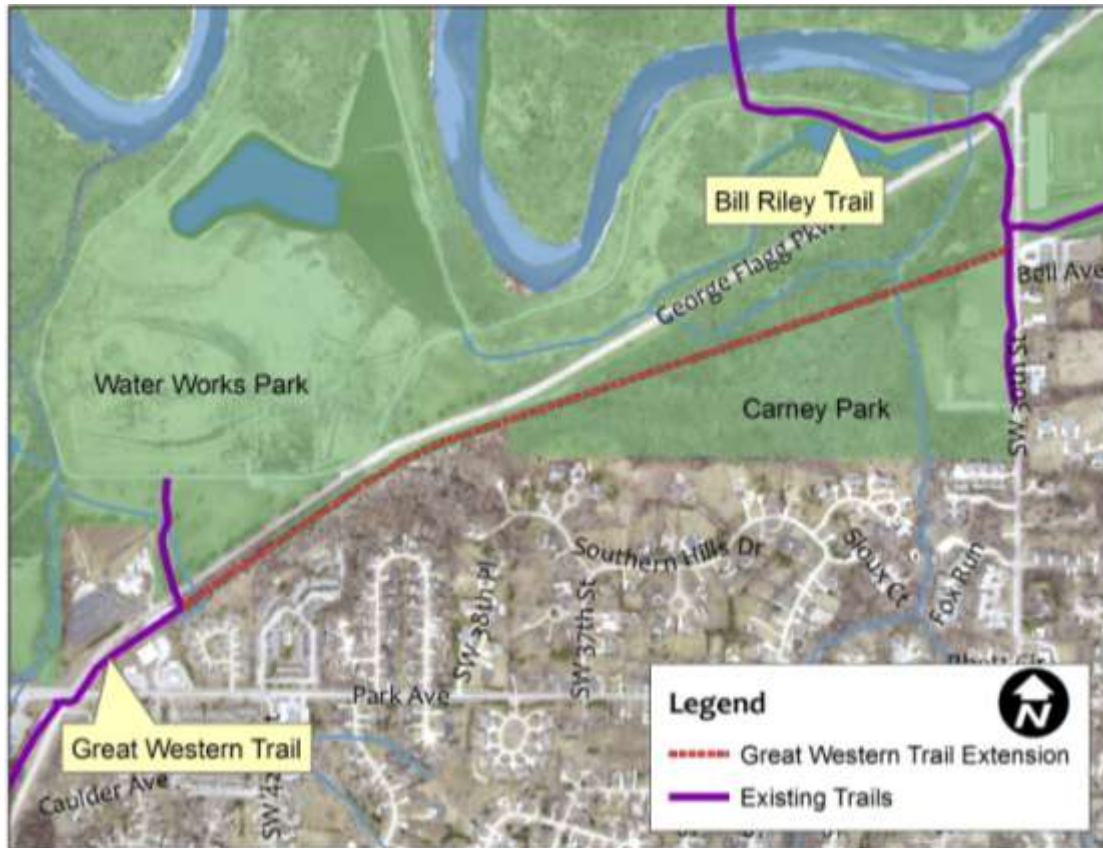 Bill Riley Trail
George Flagg Pkwy
Bell Ave
Water Works Park
Carney Park
SW 30th St
Southern Hills Dr
Sioux Ct
Fox Run
SW 38th Pl
SW 37th St
Park Ave
Great Western Trail
Caulder Ave
Legend
N
Great Western Trail Extension
Existing Trails